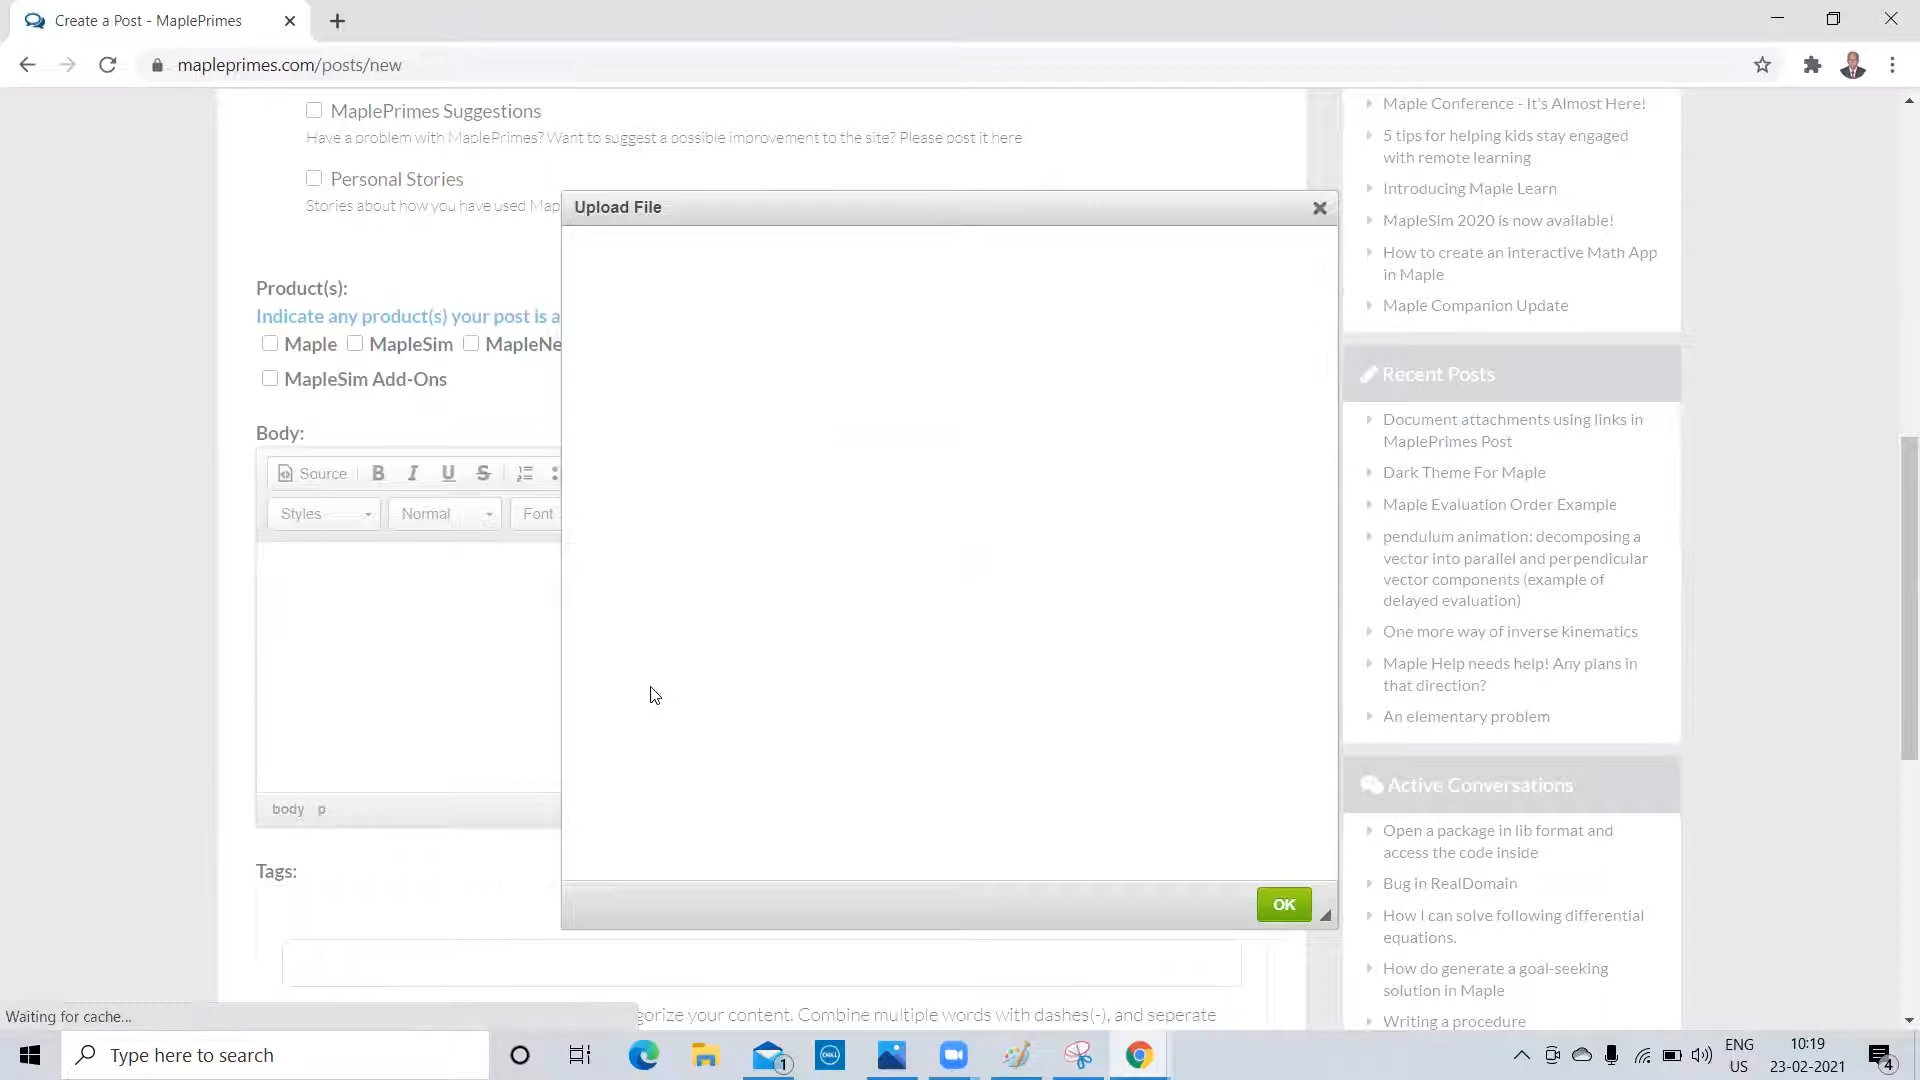 Create a Post - MaplePrimes
mapleprimes.com/posts/new
MaplePrimes Suggestions
Have a problem with MaplePrimes? Want to suggest a possible improvement to the site? Please post it here
Personal Stories
Stories about how you have used Map
Upload File
Product(s):
Indicate any product(s) your post is a
Maple MapleSim MapleNe
MapleSim Add-Ons
Body:
Source B I U S
Styles Normal Font
body p
OK
Tags:
gorize your content. Combine multiple words with dashes(-), and seperate
Maple Conference - It's Almost Here!
5 tips for helping kids stay engaged
with remote learning
Introducing Maple Learn
MapleSim 2020 is now available!
How to create an interactive Math App
in Maple
Maple Companion Update
Recent Posts
Document attachments using links in
MaplePrimes Post
Dark Theme For Maple
Maple Evaluation Order Example
pendulum animation: decomposing a
vector into parallel and perpendicular
vector components (example of
delayed evaluation)
One more way of inverse kinematics
Maple Help needs help! Any plans in
that direction?
An elementary problem
Active Conversations
Open a package in lib format and
access the code inside
Bug in RealDomain
How I can solve following differential
equations.
How do generate a goal-seeking
solution in Maple
Writing a procedure
Waiting for cache...
Type here to search
1
DELL
ENG
US
10:19
23-02-2021
4